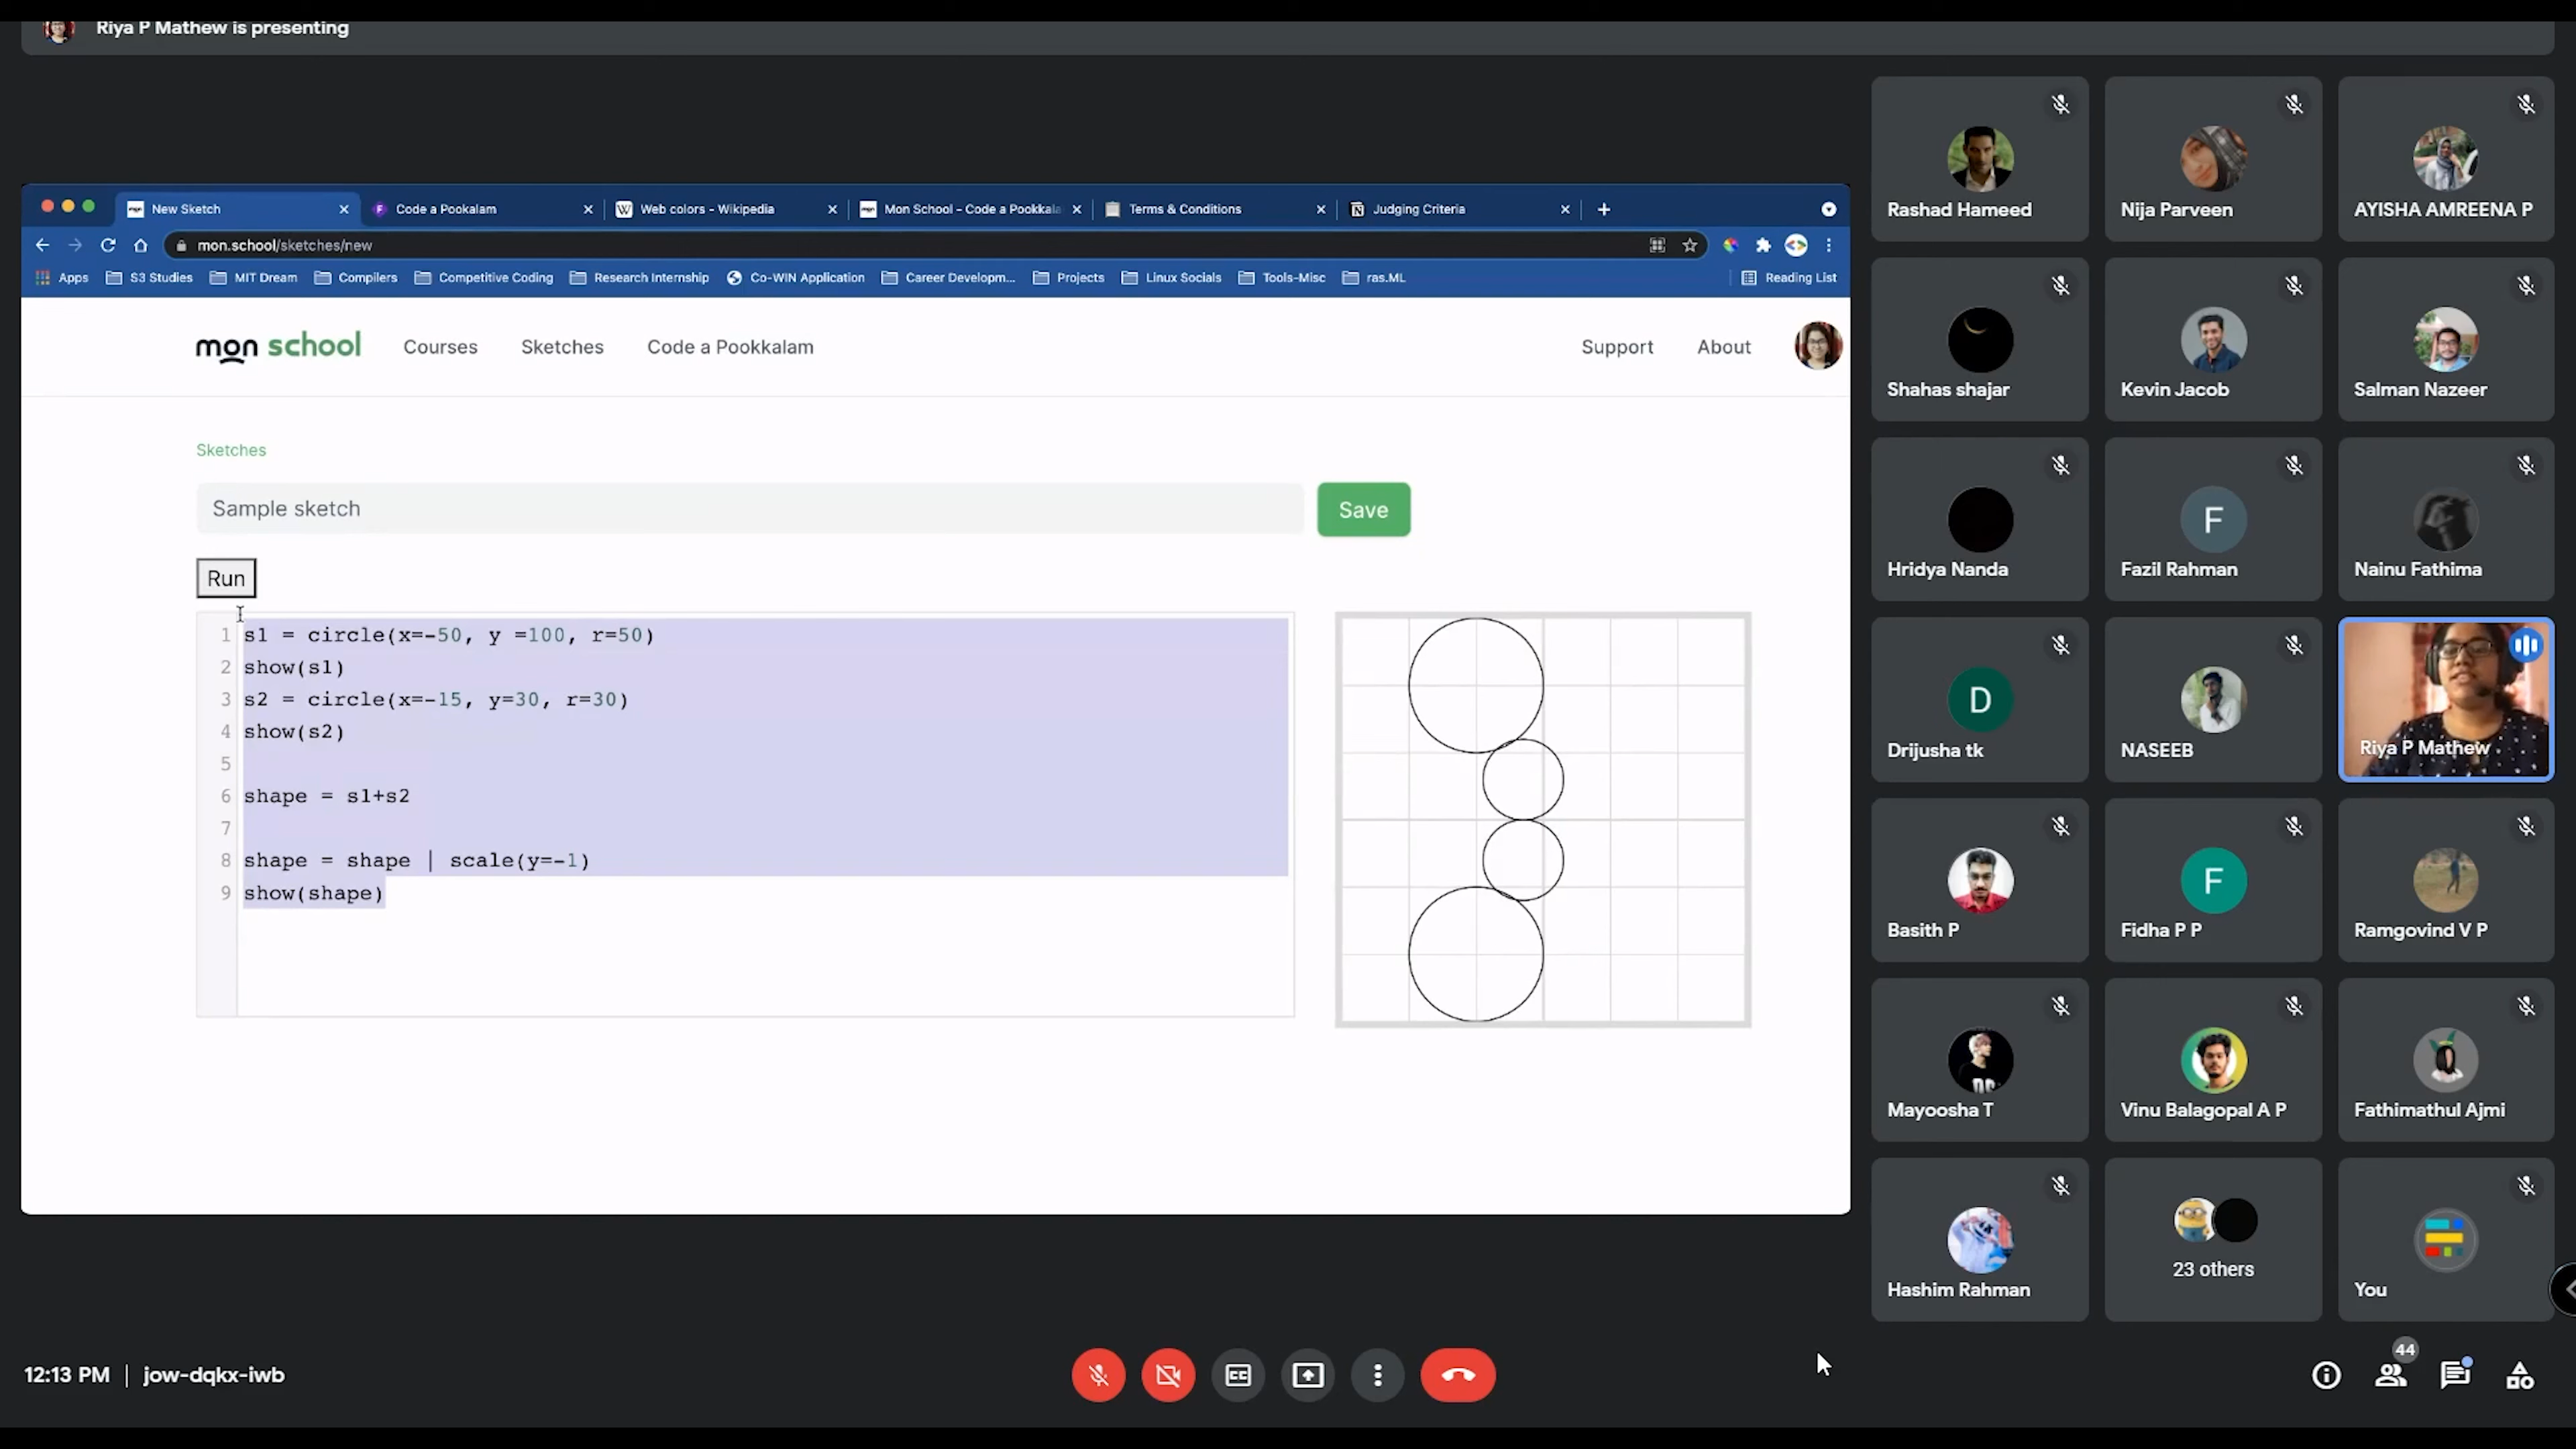 Riya P Mathew is presenting
New Sketch
Code a Pookalam
Web colors - Wikipedia
Mon School - Code a Pookkala
Terms & Conditions
Judging Criteria
mon.school/sketches/new
Apps
S3 Studies
MIT Dream
Compilers
Competitive Coding
Research Internship
Co-WIN Application
Career Developm...
Projects
Linux Socials
Tools-Misc
ras.ML
Reading List
mon school
Courses
Sketches
Code a Pookkalam
Support
About
Sketches
Sample sketch
Save
Run
1 s1 = circle(x=-50, y =100, r=50)
2 show(s1)
3 s2 = circle(x=-15, y=30, r=30)
4 show(s2)
5
6 shape = s1+s2
7
8 shape = shape | scale(y=-1)
9 show(shape)
Rashad Hameed
Nija Parveen
AYISHA AMREENA P
Shahas shajar
Kevin Jacob
Salman Nazeer
Hridya Nanda
F
Fazil Rahman
Nainu Fathima
D
Drijusha tk
NASEEB
Riya P Mathew
Basith P
F
Fidha P P
Ramgovind V P
Mayoosha T
Vinu Balagopal A P
Fathimathul Ajmi
Hashim Rahman
23 others
You
12:13 PM | jow-dqkx-iwb
CC
44